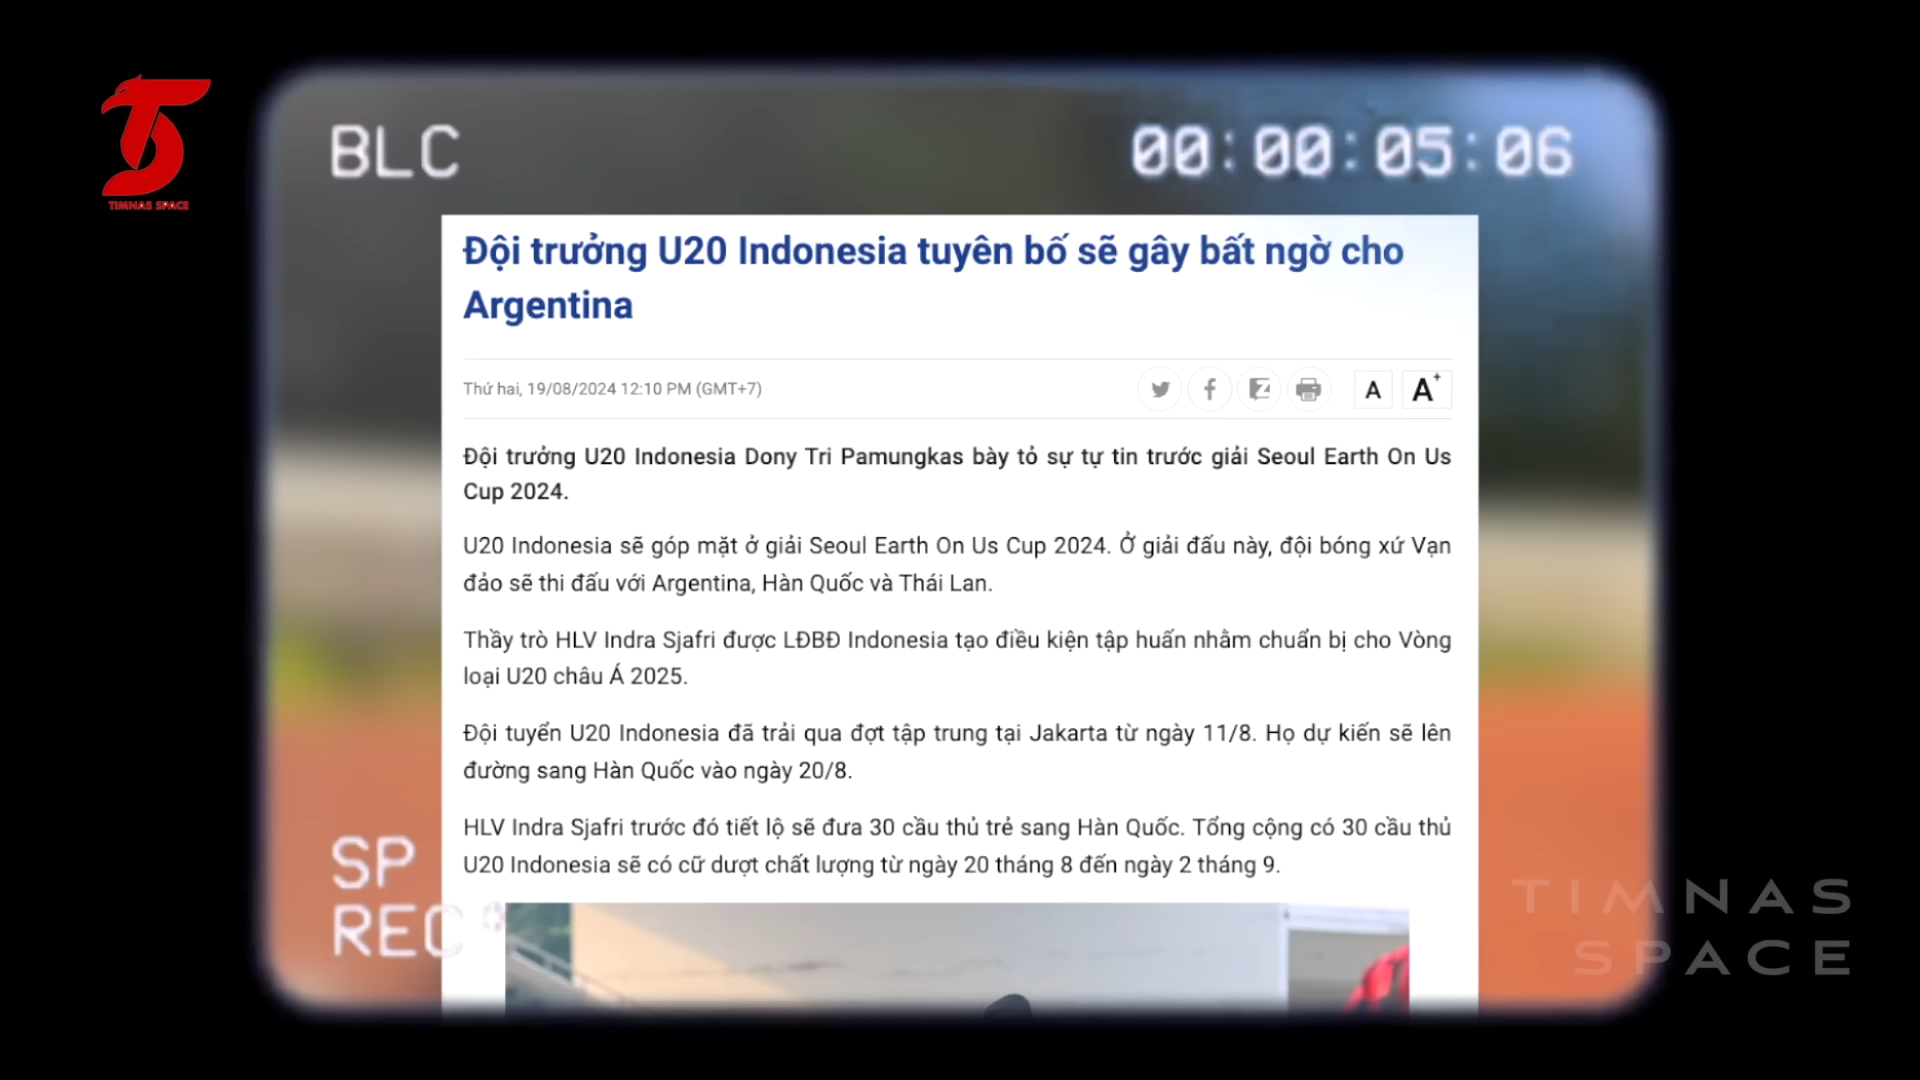 TIMNAS SPACE
BLC
00:00:05:06
Đội trưởng U20 Indonesia tuyên bố sẽ gây bất ngờ cho
Argentina
Thứ hai, 19/08/2024 12:10 PM (GMT+7)
A
A+
Đội trưởng U20 Indonesia Dony Tri Pamungkas bày tỏ sự tự tin trước giải Seoul Earth On Us
Cup 2024.
U20 Indonesia sẽ góp mặt ở giải Seoul Earth On Us Cup 2024. Ở giải đấu này, đội bóng xứ Vạn
đảo sẽ thi đấu với Argentina, Hàn Quốc và Thái Lan.
Thầy trò HLV Indra Sjafri được LĐBĐ Indonesia tạo điều kiện tập huấn nhằm chuẩn bị cho Vòng
loại U20 châu Á 2025.
Đội tuyển U20 Indonesia đã trải qua đợt tập trung tại Jakarta từ ngày 11/8. Họ dự kiến sẽ lên
đường sang Hàn Quốc vào ngày 20/8.
HLV Indra Sjafri trước đó tiết lộ sẽ đưa 30 cầu thủ trẻ sang Hàn Quốc. Tổng cộng có 30 cầu thủ
U20 Indonesia sẽ có cữ dượt chất lượng từ ngày 20 tháng 8 đến ngày 2 tháng 9.
SP
REC
TIMNAS
SPACE